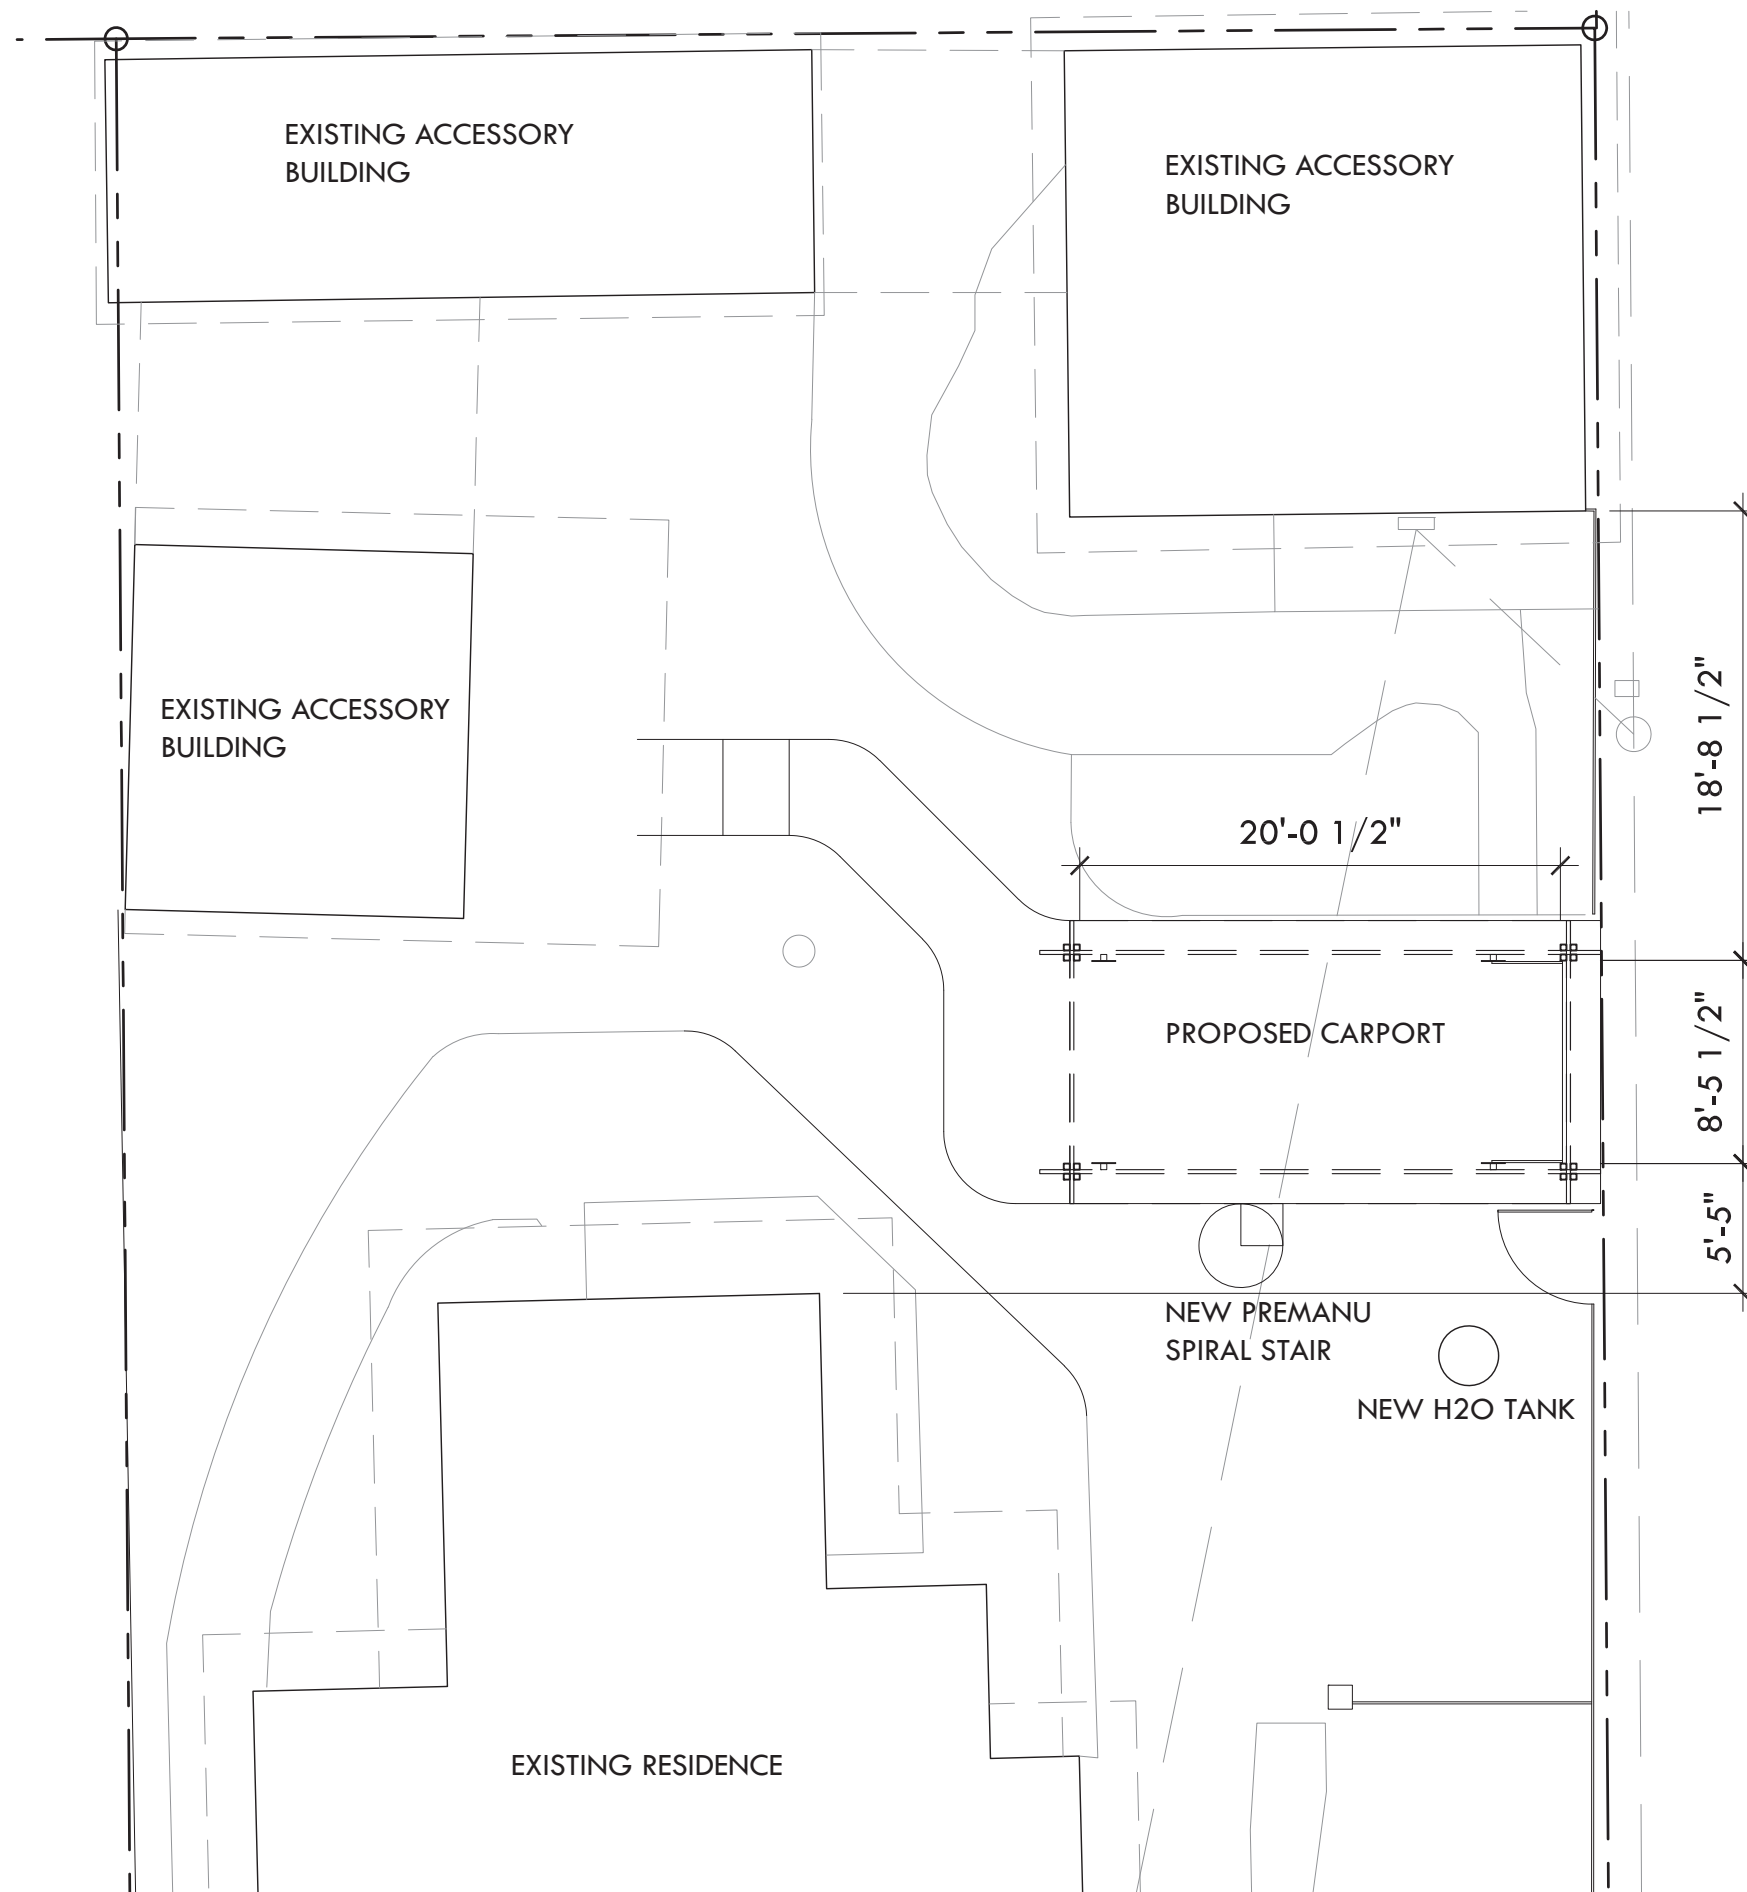 EXISTING ACCESSORY
BUILDING
EXISTING ACCESSORY
BUILDING
EXISTING ACCESSORY
BUILDING
18'-8 1/2"
20'-0 1/2"
PROPOSED CARPORT
8'-5 1/2"
5'-5"
NEW PREMANU
SPIRAL STAIR
NEW H2O TANK
EXISTING RESIDENCE